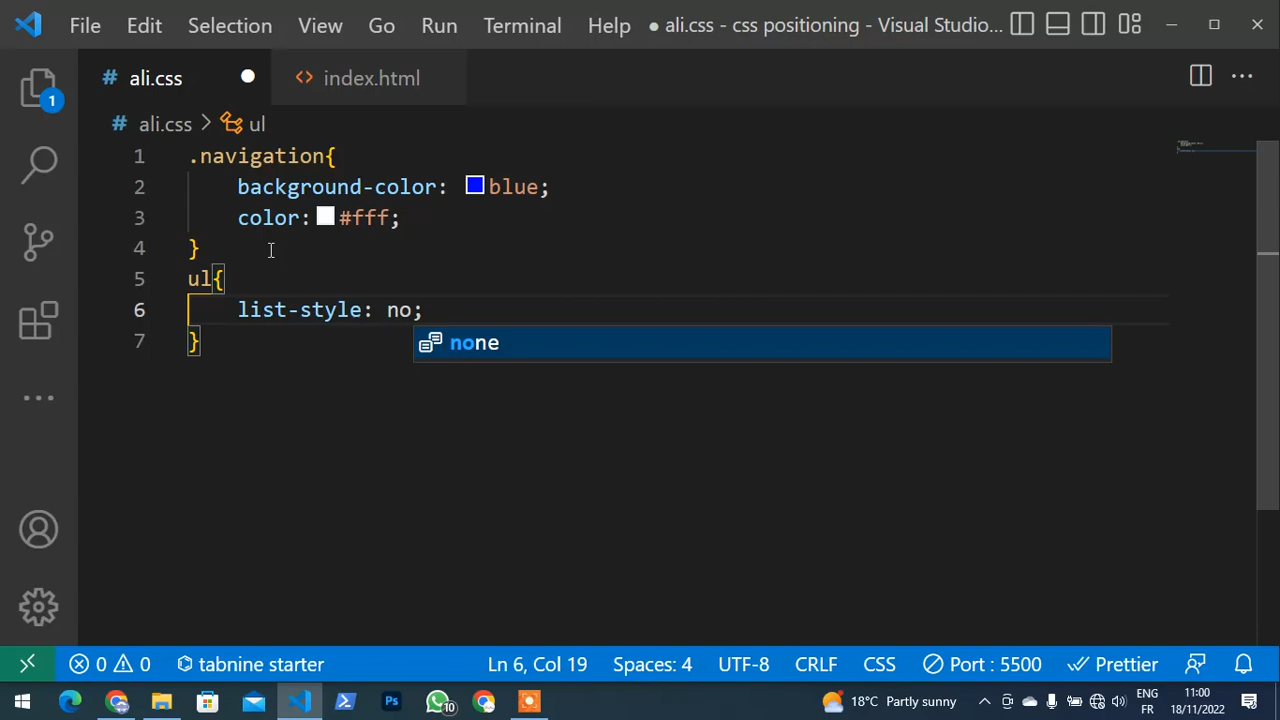 File Edit Selection View Go Run Terminal Help ● ali.css - css positioning - Visual Studio...
# ali.css ● <> index.html ...
# ali.css > ul
1 .navigation{
2 background-color: blue;
3 color: #fff;
4 }
5 ul{
6 list-style: no;
none
7 }
1
0 0 tabnine starter Ln 6, Col 19 Spaces: 4 UTF-8 CRLF CSS Port : 5500 Prettier
Ps 10 18°C Partly sunny ENG FR 11:00 18/11/2022